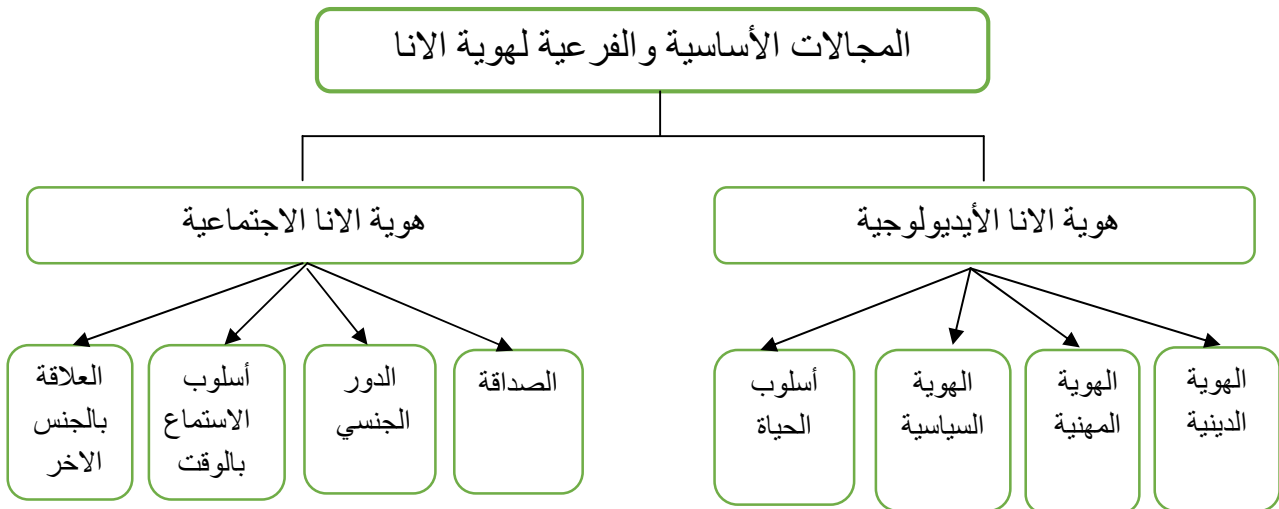 المجالات الأساسية والفرعية لهوية الانا
هوية الانا الأيديولوجية
هوية الانا الاجتماعية
الهوية
الدينية
الهوية
المهنية
الهوية
السياسية
أسلوب
الحياة
الصداقة
الدور
الجنسي
أسلوب
الاستماع
بالوقت
العلاقة
بالجنس
الاخر